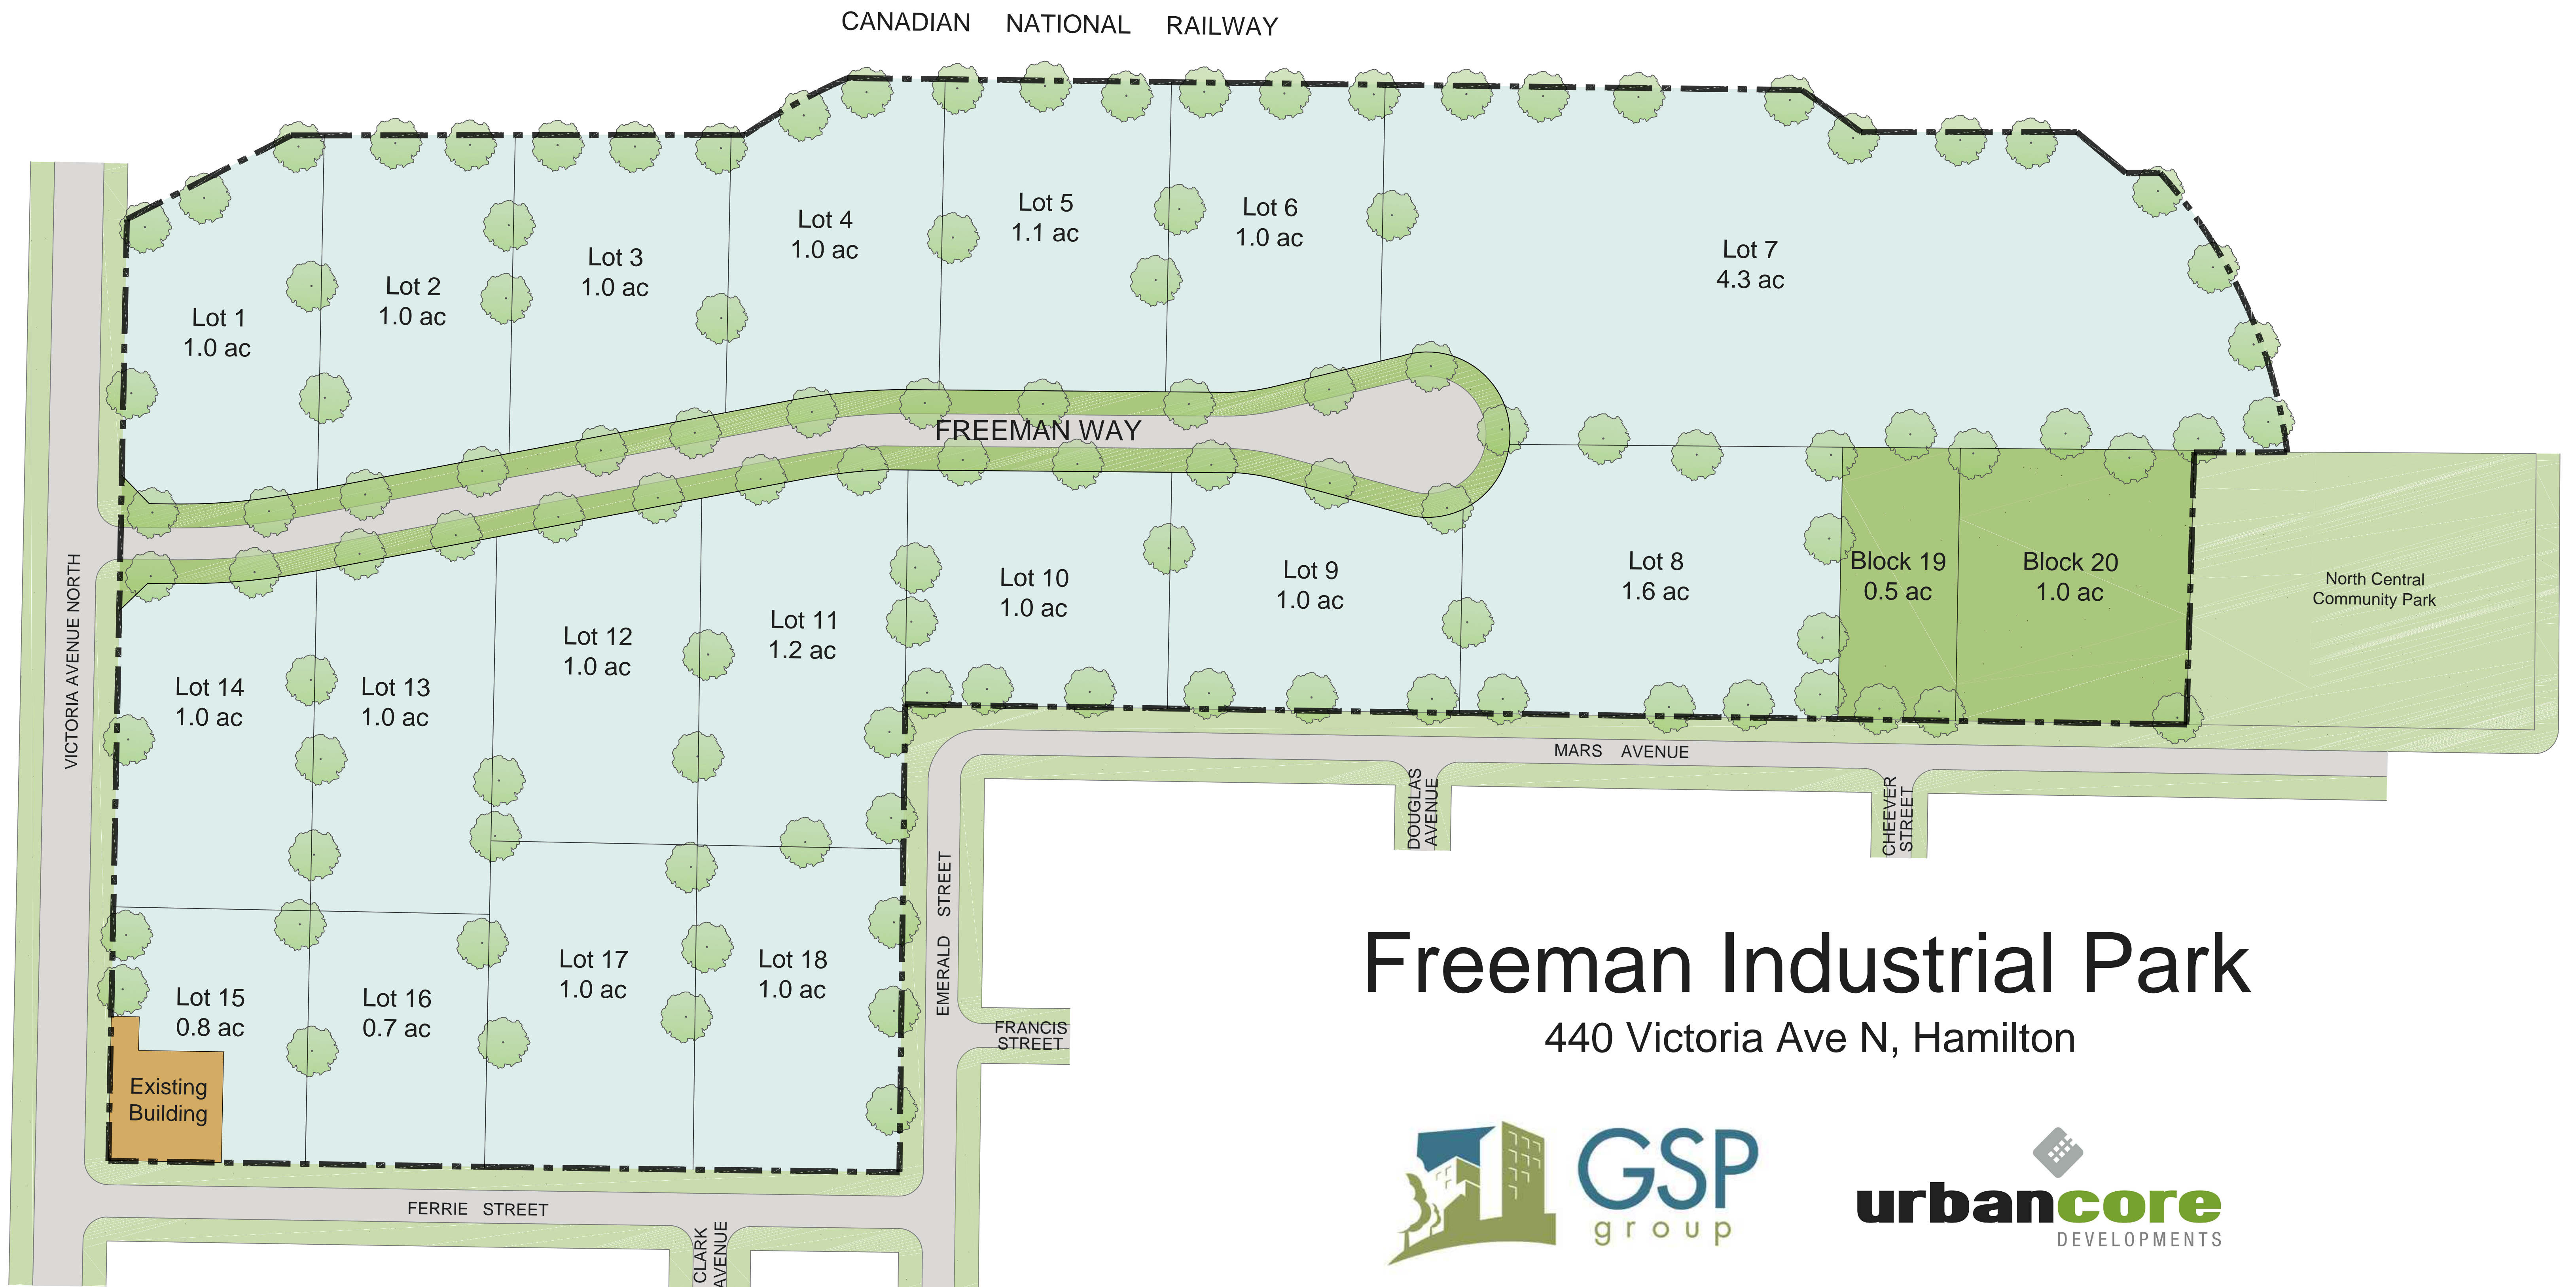 CANADIAN NATIONAL RAILWAY
Lot 1
1.0 ac
Lot 2
1.0 ac
Lot 3
1.0 ac
Lot 4
1.0 ac
Lot 5
1.1 ac
Lot 6
1.0 ac
Lot 7
4.3 ac
FREEMAN WAY
VICTORIA AVENUE NORTH
Lot 14
1.0 ac
Lot 13
1.0 ac
Lot 12
1.0 ac
Lot 11
1.2 ac
Lot 10
1.0 ac
Lot 9
1.0 ac
Lot 8
1.6 ac
Block 19
0.5 ac
Block 20
1.0 ac
North Central
Community Park
MARS AVENUE
DOUGLAS
AVENUE
CHEEVER
STREET
Lot 15
0.8 ac
Lot 16
0.7 ac
Lot 17
1.0 ac
Lot 18
1.0 ac
Existing
Building
EMERALD STREET
FRANCIS
STREET
FERRIE STREET
CLARK
AVENUE
Freeman Industrial Park
440 Victoria Ave N, Hamilton
GSP
group
urbancore
DEVELOPMENTS